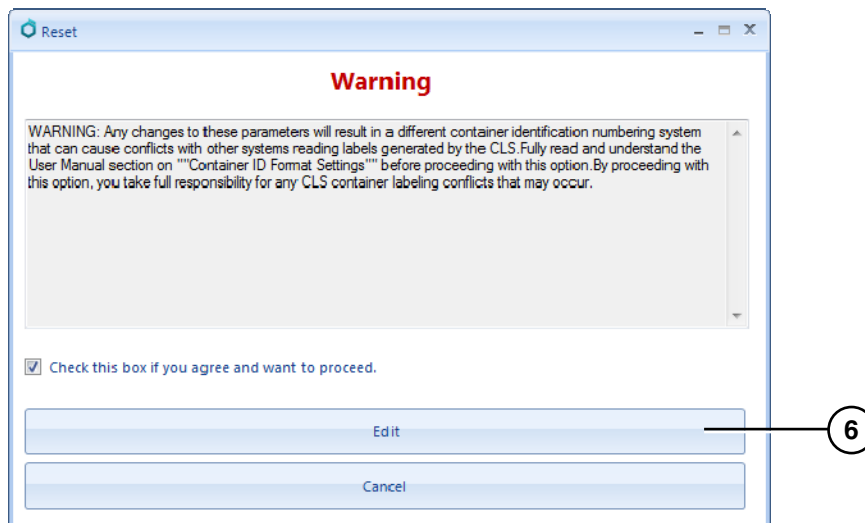 Reset
Warning
WARNING: Any changes to these parameters will result in a different container identification numbering system
that can cause conflicts with other systems reading labels generated by the CLS.Fully read and understand the
User Manual section on ""Container ID Format Settings"" before proceeding with this option.By proceeding with
this option, you take full responsibility for any CLS container labeling conflicts that may occur.
Check this box if you agree and want to proceed.
Edit
6
Cancel